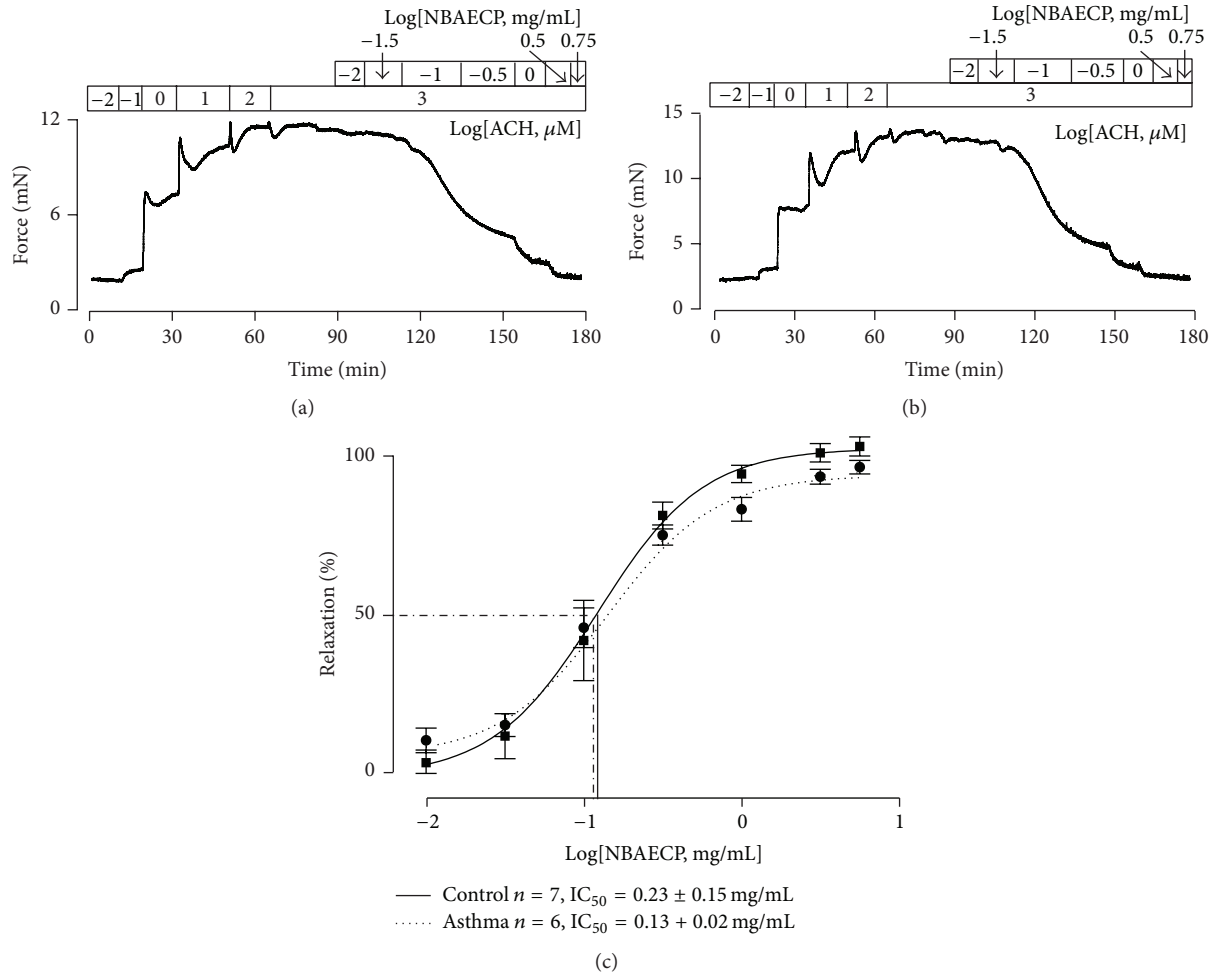 Log[NBAECP, mg/mL]
−1.5 0.5 0.75
−2 −1 −0.5 0
−2 −1 0 1 2 3
Log[ACH, μM]
12
6
0
Force (mN)
0 30 60 90 120 150 180
Time (min)
(a)
Log[NBAECP, mg/mL]
−1.5 0.5 0.75
−2 −1 −0.5 0
−2 −1 0 1 2 3
Log[ACH, μM]
15
10
5
0
Force (mN)
0 30 60 90 120 150 180
Time (min)
(b)
100
50
0
Relaxation (%)
−2 −1 0 1
Log[NBAECP, mg/mL]
Control n = 7, IC50 = 0.23 ± 0.15 mg/mL
Asthma n = 6, IC50 = 0.13 + 0.02 mg/mL
(c)